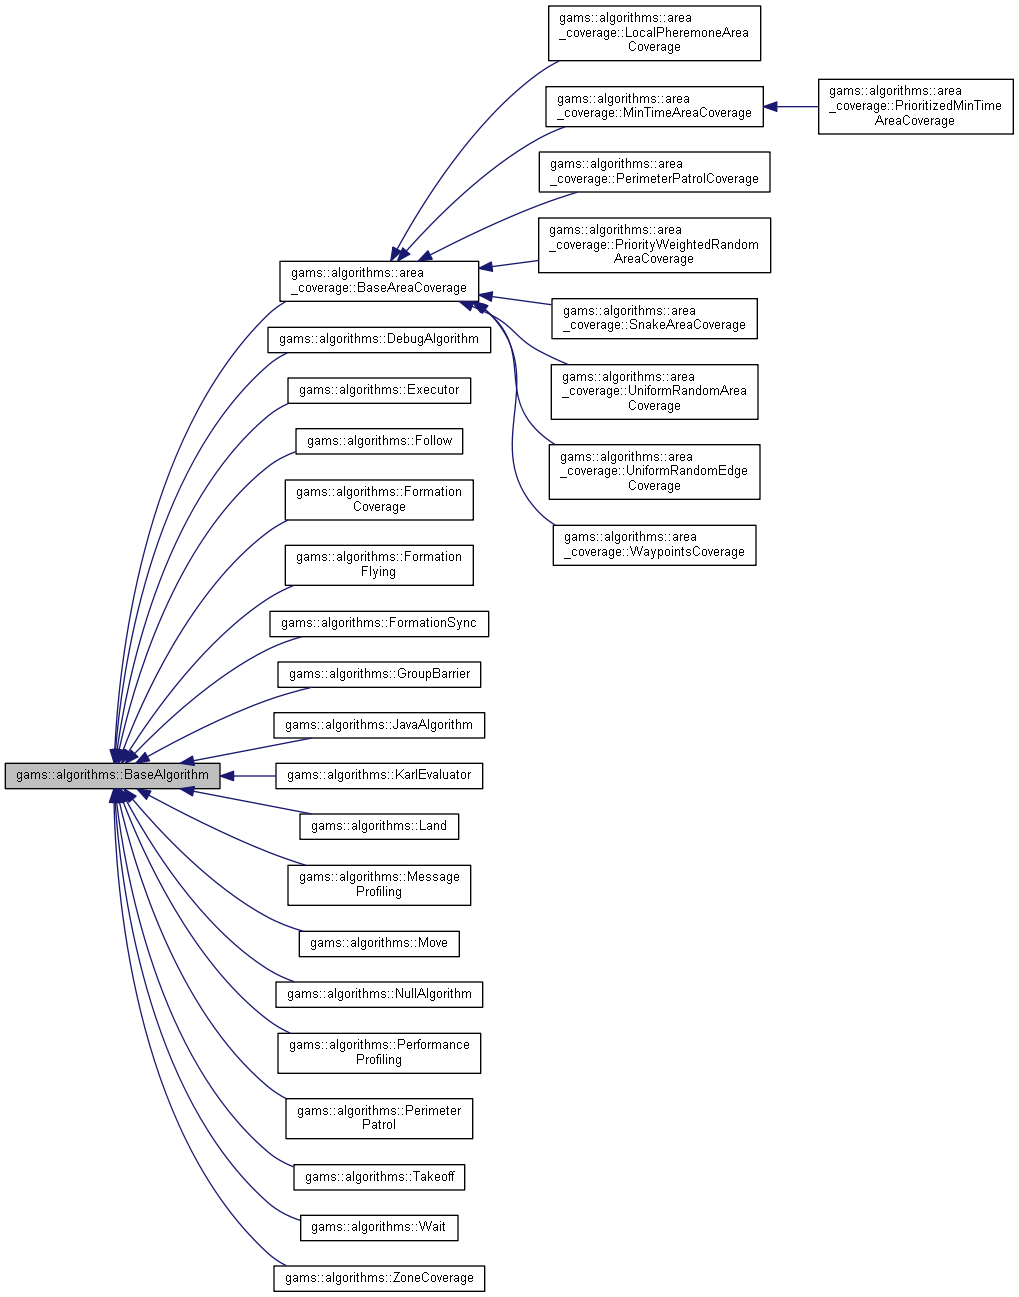 gams::algorithms::area
_coverage::LocalPheremoneArea
Coverage
gams::algorithms::area
_coverage::MinTimeAreaCoverage
gams::algorithms::area
_coverage::PrioritizedMinTime
AreaCoverage
gams::algorithms::area
_coverage::PerimeterPatrolCoverage
gams::algorithms::area
_coverage::PriorityWeightedRandom
AreaCoverage
gams::algorithms::area
_coverage::BaseAreaCoverage
gams::algorithms::area
_coverage::SnakeAreaCoverage
gams::algorithms::DebugAlgorithm
gams::algorithms::area
_coverage::UniformRandomArea
Coverage
gams::algorithms::Executor
gams::algorithms::Follow
gams::algorithms::area
_coverage::UniformRandomEdge
Coverage
gams::algorithms::Formation
Coverage
gams::algorithms::area
_coverage::WaypointsCoverage
gams::algorithms::Formation
Flying
gams::algorithms::FormationSync
gams::algorithms::GroupBarrier
gams::algorithms::JavaAlgorithm
gams::algorithms::BaseAlgorithm
gams::algorithms::KarlEvaluator
gams::algorithms::Land
gams::algorithms::Message
Profiling
gams::algorithms::Move
gams::algorithms::NullAlgorithm
gams::algorithms::Performance
Profiling
gams::algorithms::Perimeter
Patrol
gams::algorithms::Takeoff
gams::algorithms::Wait
gams::algorithms::ZoneCoverage